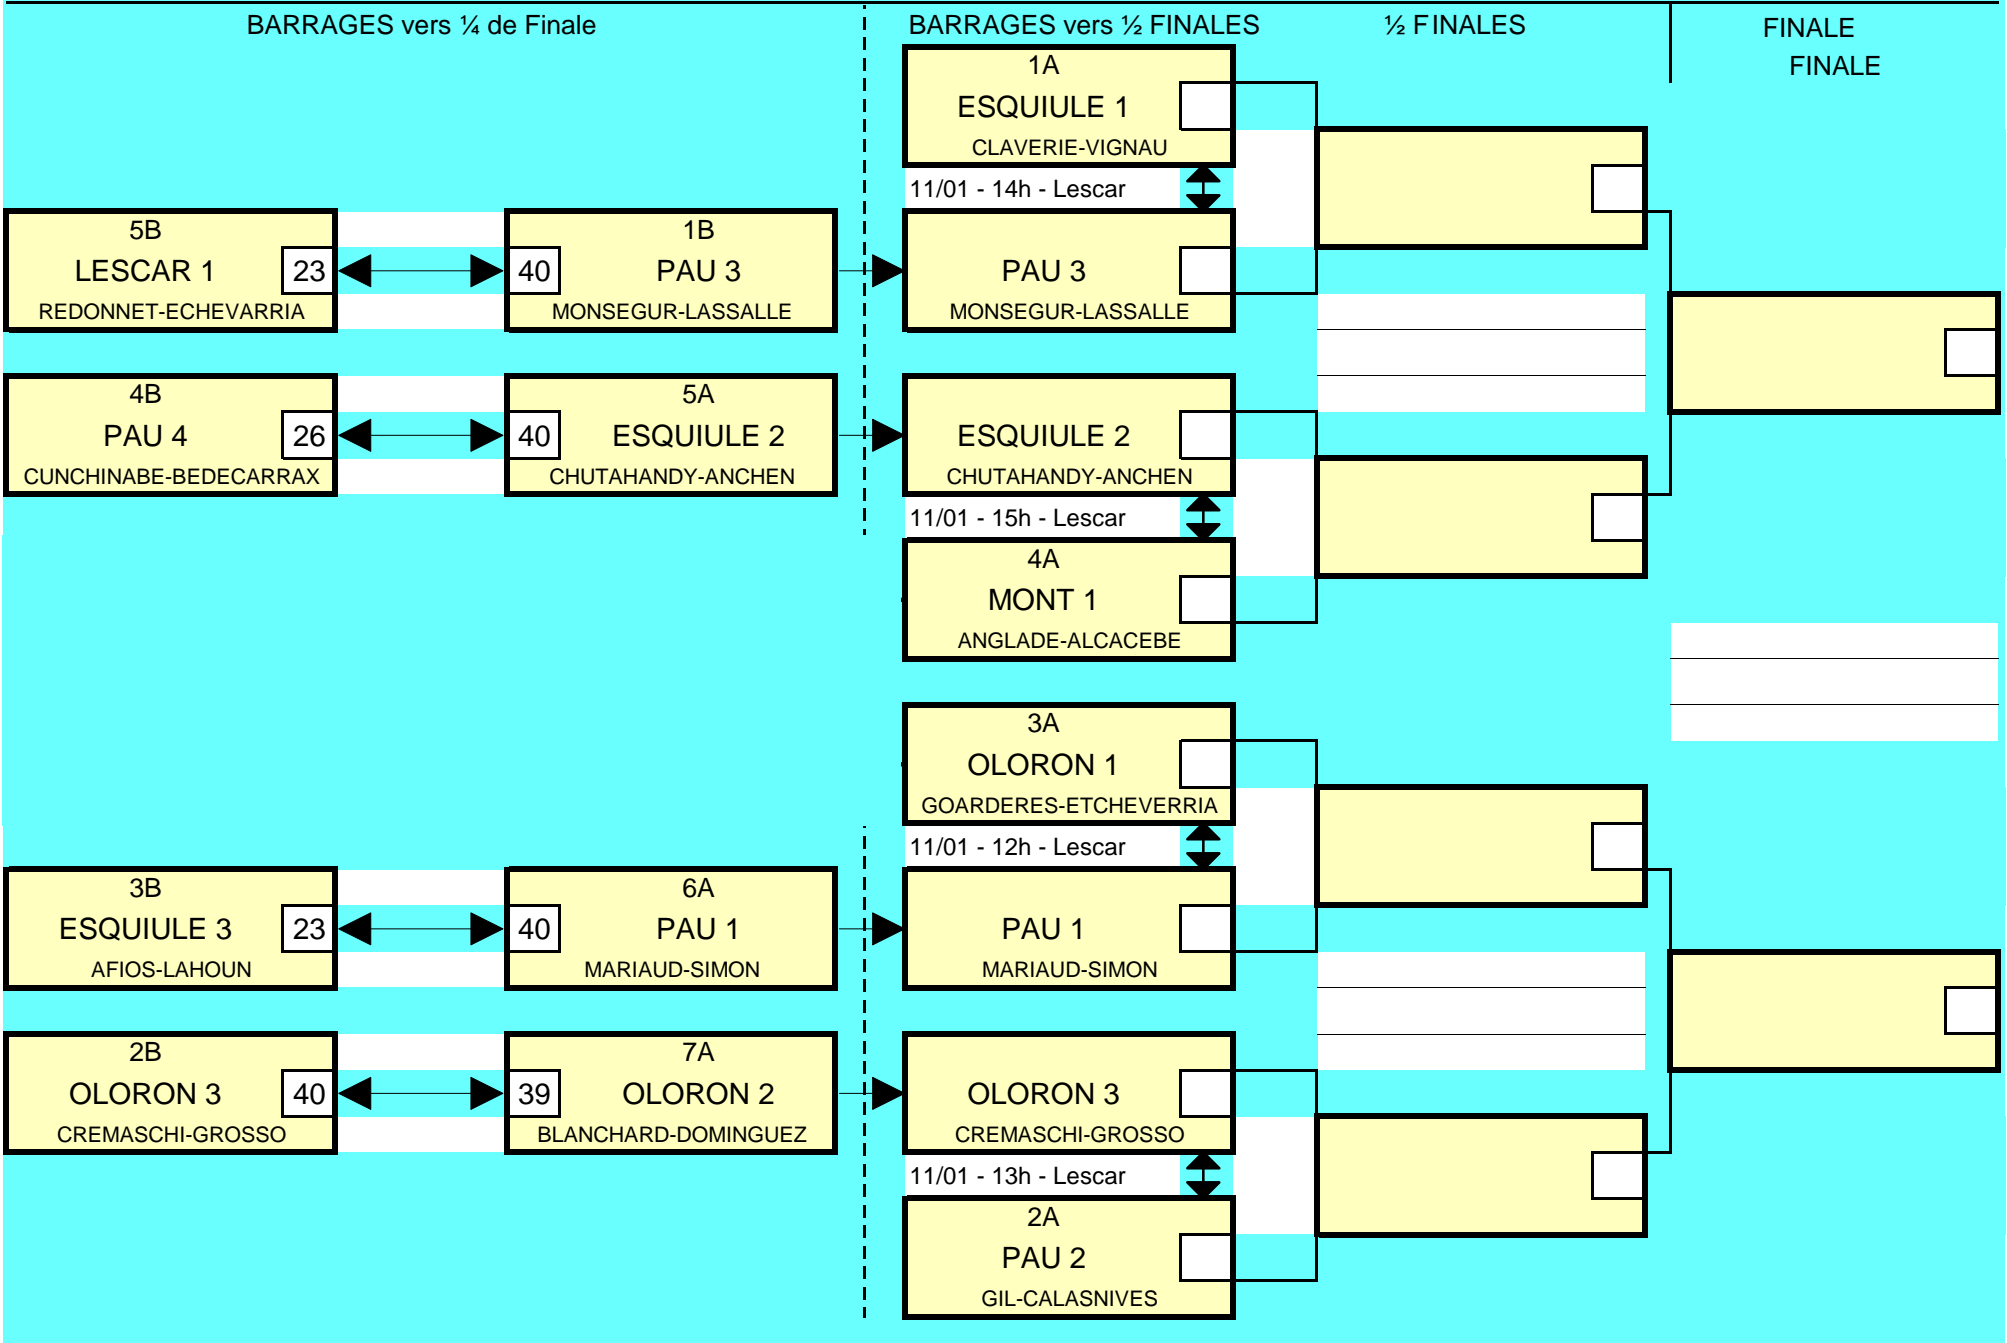 BARRAGES vers ¼ de Finale
BARRAGES vers ½ FINALES
½ FINALES
FINALE
FINALE
1A
ESQUIULE 1
CLAVERIE-VIGNAU
11/01 - 14h - Lescar
5B
LESCAR 1
23
REDONNET-ECHEVARRIA
1B
40
PAU 3
MONSEGUR-LASSALLE
PAU 3
MONSEGUR-LASSALLE
4B
PAU 4
26
CUNCHINABE-BEDECARRAX
5A
40
ESQUIULE 2
CHUTAHANDY-ANCHEN
ESQUIULE 2
CHUTAHANDY-ANCHEN
11/01 - 15h - Lescar
4A
MONT 1
ANGLADE-ALCACEBE
3A
OLORON 1
GOARDERES-ETCHEVERRIA
11/01 - 12h - Lescar
3B
ESQUIULE 3
23
AFIOS-LAHOUN
6A
40
PAU 1
MARIAUD-SIMON
PAU 1
MARIAUD-SIMON
2B
OLORON 3
40
CREMASCHI-GROSSO
7A
39
OLORON 2
BLANCHARD-DOMINGUEZ
OLORON 3
CREMASCHI-GROSSO
11/01 - 13h - Lescar
2A
PAU 2
GIL-CALASNIVES